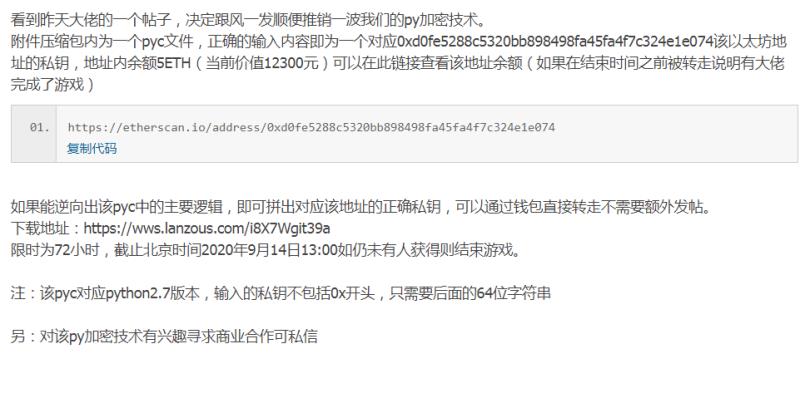 看到昨天大佬的一个帖子，决定跟风一发顺便推销一波我们的py加密技术。
附件压缩包内为一个pyc文件，正确的输入内容即为一个对应0xd0fe5288c5320bb898498fa45fa4f7c324e1e074该以太坊地
址的私钥，地址内余额5ETH（当前价值12300元）可以在此链接查看该地址余额（如果在结束时间之前被转走说明有大佬
完成了游戏）
01. https://etherscan.io/address/0xd0fe5288c5320bb898498fa45fa4f7c324e1e074
复制代码
如果能逆向出该pyc中的主要逻辑，即可拼出对应该地址的正确私钥，可以通过钱包直接转走不需要额外发帖。
下载地址：https://wws.lanzous.com/i8X7Wgit39a
限时为72小时，截止北京时间2020年9月14日13:00如仍未有人获得则结束游戏。
注：该pyc对应python2.7版本，输入的私钥不包括0x开头，只需要后面的64位字符串
另：对该py加密技术有兴趣寻求商业合作可私信